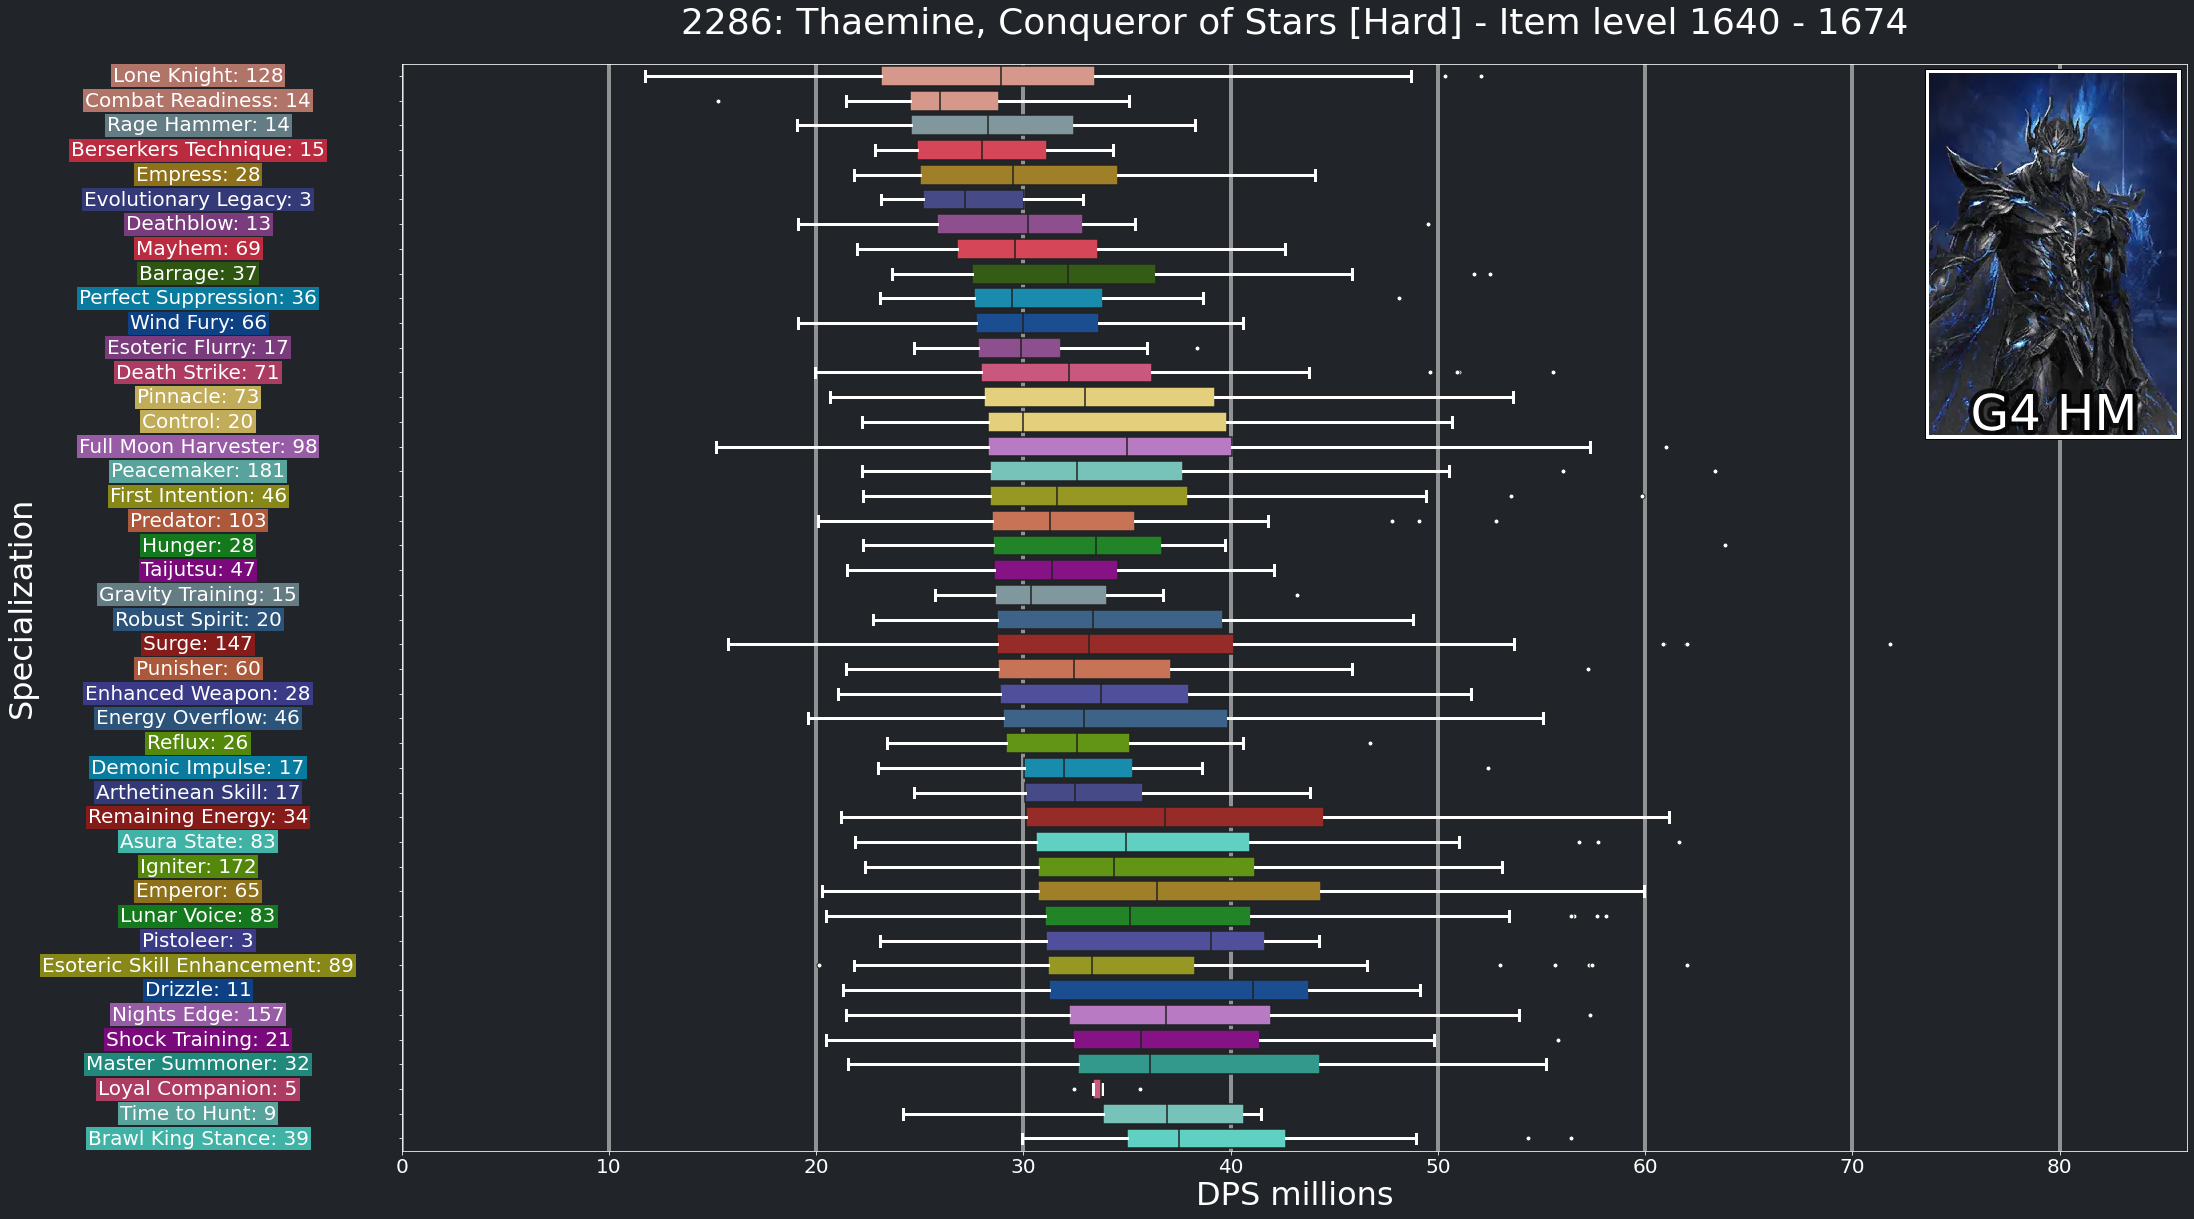 2286: Thaemine, Conqueror of Stars [Hard] - Item level 1640 - 1674
Lone Knight: 128
Combat Readiness: 14
Rage Hammer: 14
Berserkers Technique: 15
Empress: 28
Evolutionary Legacy: 3
Deathblow: 13
Mayhem: 69
Barrage: 37
Perfect Suppression: 36
Wind Fury: 66
Esoteric Flurry: 17
Death Strike: 71
Pinnacle: 73
Control: 20
Full Moon Harvester: 98
Peacemaker: 181
First Intention: 46
Predator: 103
Hunger: 28
Taijutsu: 47
Gravity Training: 15
Robust Spirit: 20
Surge: 147
Punisher: 60
Enhanced Weapon: 28
Energy Overflow: 46
Reflux: 26
Demonic Impulse: 17
Arthetinean Skill: 17
Remaining Energy: 34
Asura State: 83
Igniter: 172
Emperor: 65
Lunar Voice: 83
Pistoleer: 3
Esoteric Skill Enhancement: 89
Drizzle: 11
Nights Edge: 157
Shock Training: 21
Master Summoner: 32
Loyal Companion: 5
Time to Hunt: 9
Brawl King Stance: 39
Specialization
G4 HM
0 10 20 30 40 50 60 70 80
DPS millions